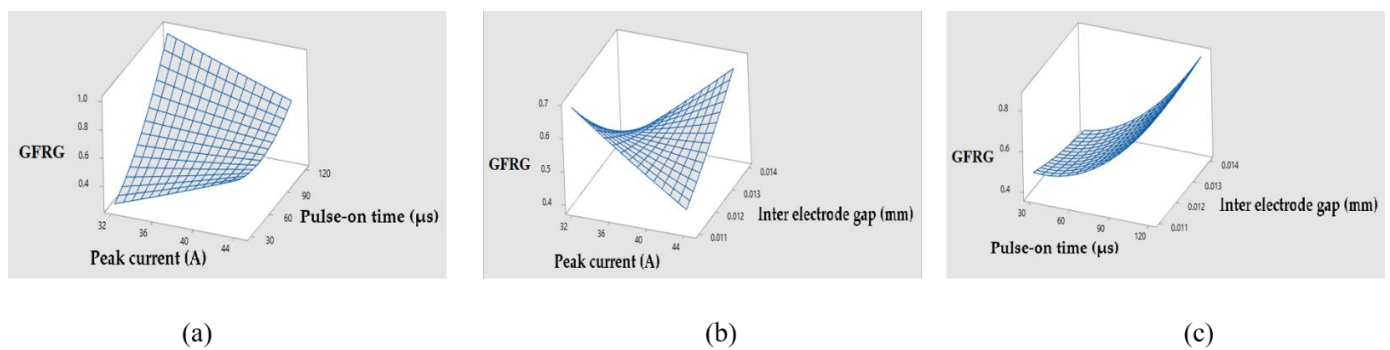 1.0
0.8
0.6
0.4
GFRG
32
36
40
44
Peak current (A)
30
60
90
120
Pulse-on time (µs)
(a)
0.7
0.6
0.5
0.4
GFRG
32
36
40
44
Peak current (A)
0.011
0.012
0.013
0.014
Inter electrode gap (mm)
(b)
0.8
0.6
0.4
GFRG
30
60
90
120
Pulse-on time (µs)
0.011
0.012
0.013
0.014
Inter electrode gap (mm)
(c)